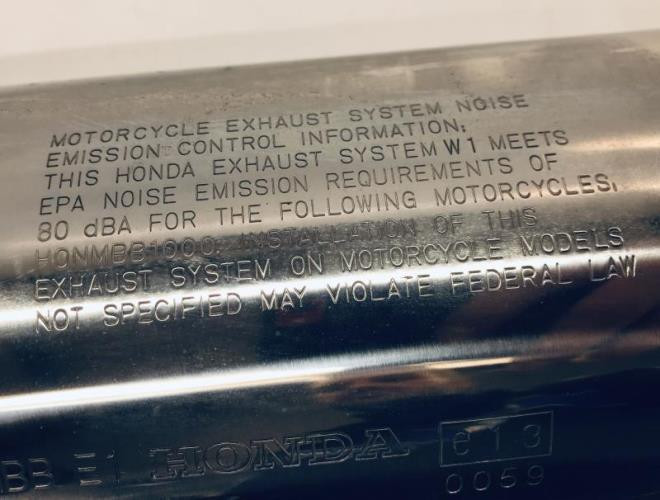 MOTORCYCLE EXHAUST SYSTEM NOISE
EMISSION CONTROL INFORMATION:
THIS HONDA EXHAUST SYSTEM W1 MEETS
EPA NOISE EMISSION REQUIREMENTS OF
80 dBA FOR THE FOLLOWING MOTORCYCLES,
HONMBB1000. INSTALLATION OF THIS
EXHAUST SYSTEM ON MOTORCYCLE MODELS
NOT SPECIFIED MAY VIOLATE FEDERAL LAW
BB E1 HONDA e13
0059